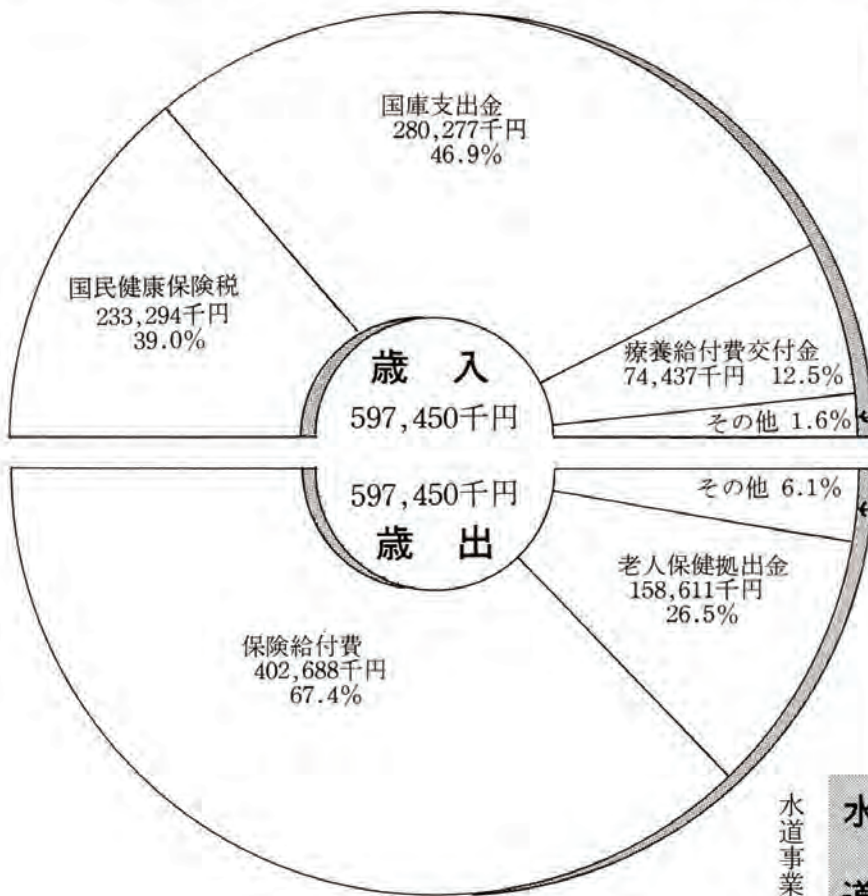 国庫支出金
280,277千円
46.9%
国民健康保険税
233,294千円
39.0%
療養給付費交付金
74,437千円 12.5%
その他 1.6%
歳 入
597,450千円
597,450千円
歳 出
その他 6.1%
老人保健拠出金
158,611千円
26.5%
保険給付費
402,688千円
67.4%
水道事業
水
道